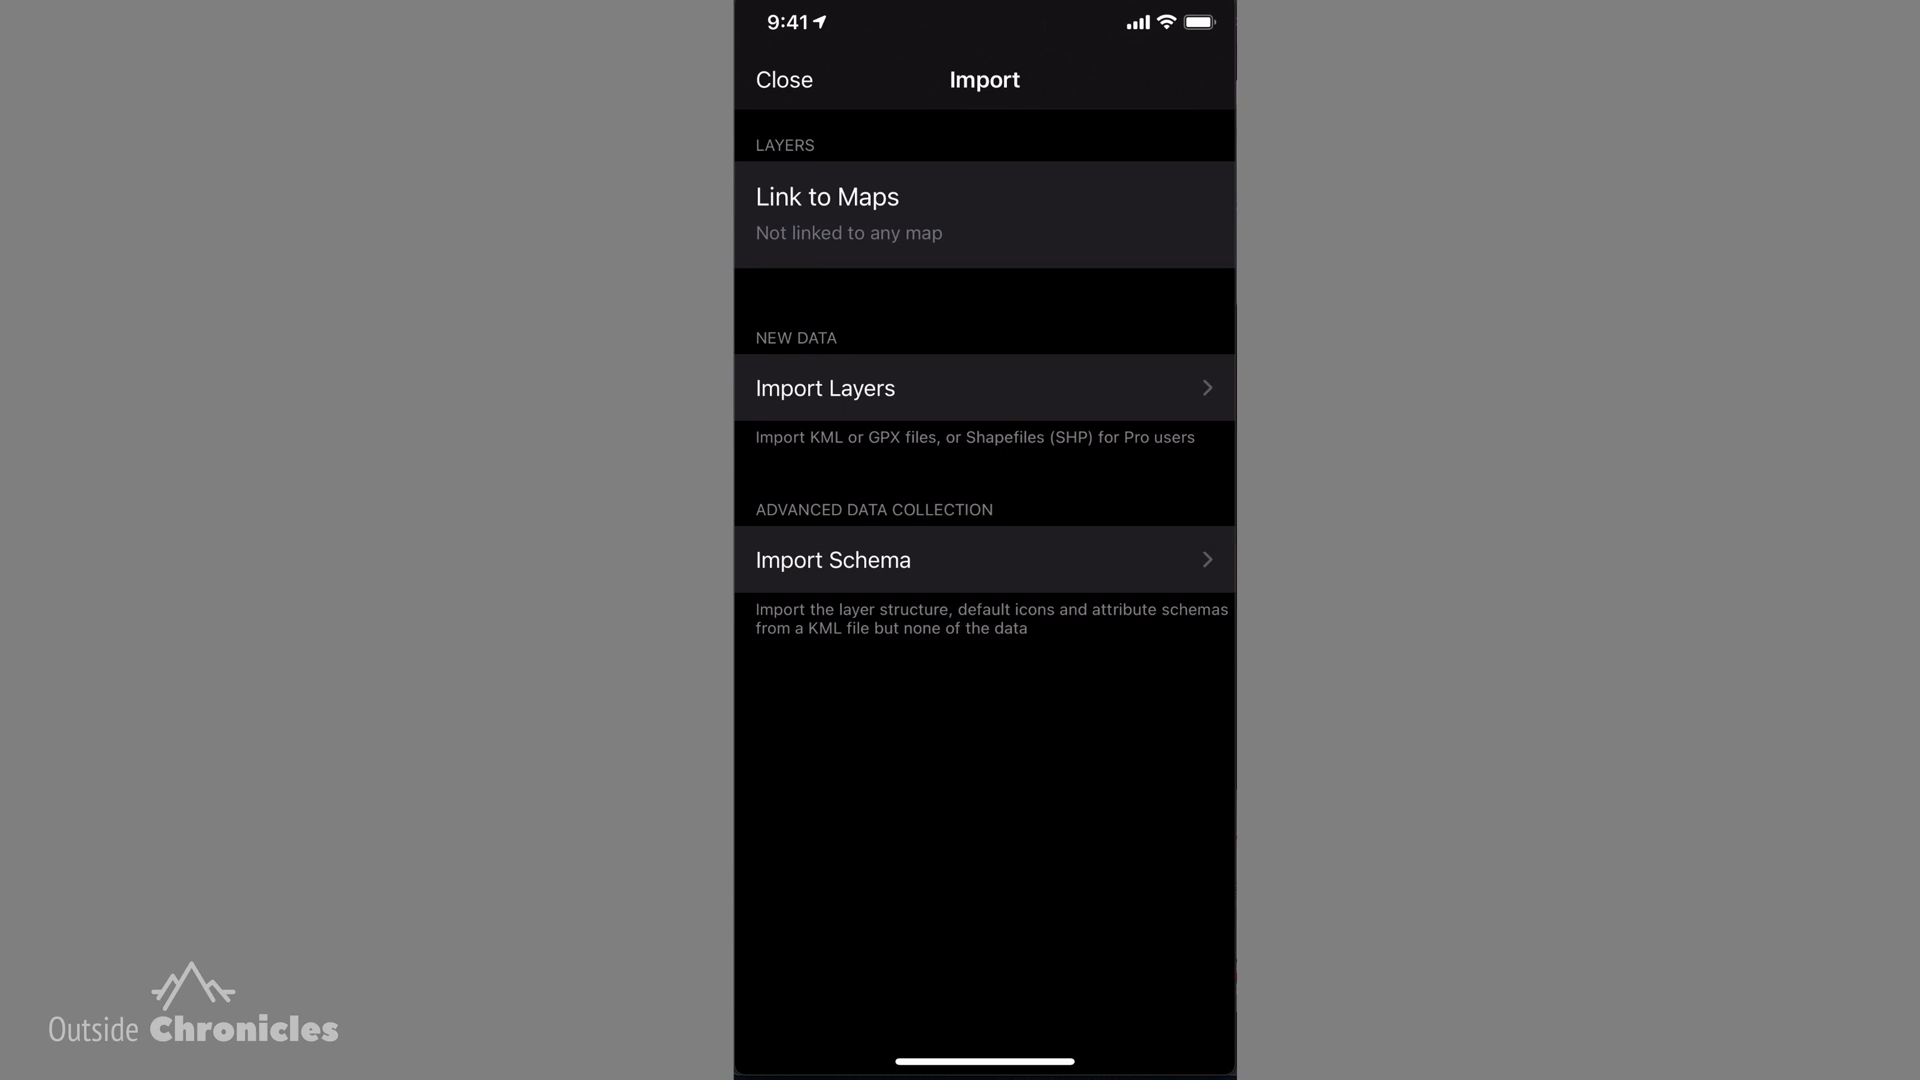 9:41
Close
Import
LAYERS
Link to Maps
Not linked to any map
NEW DATA
Import Layers
Import KML or GPX files, or Shapefiles (SHP) for Pro users
ADVANCED DATA COLLECTION
Import Schema
Import the layer structure, default icons and attribute schemas
from a KML file but none of the data
Outside Chronicles